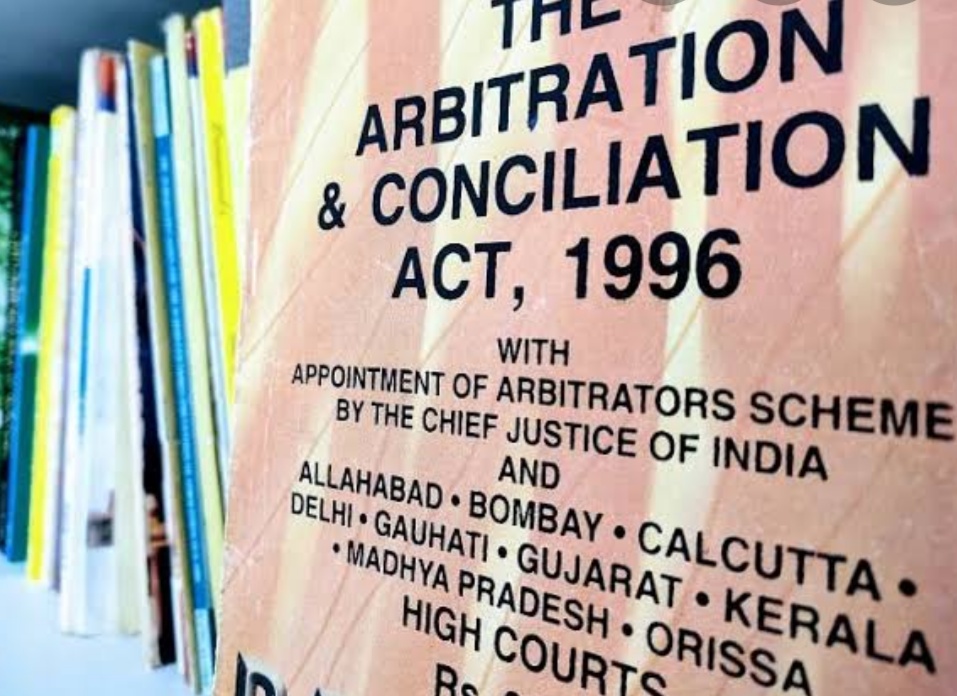 THE
ARBITRATION
& CONCILIATION
ACT, 1996
WITH
APPOINTMENT OF ARBITRATORS SCHEME
BY THE CHIEF JUSTICE OF INDIA
AND
ALLAHABAD • BOMBAY • CALCUTTA •
DELHI • GAUHATI • GUJARAT • KERALA
• MADHYA PRADESH • ORISSA
HIGH COURTS
Rs.